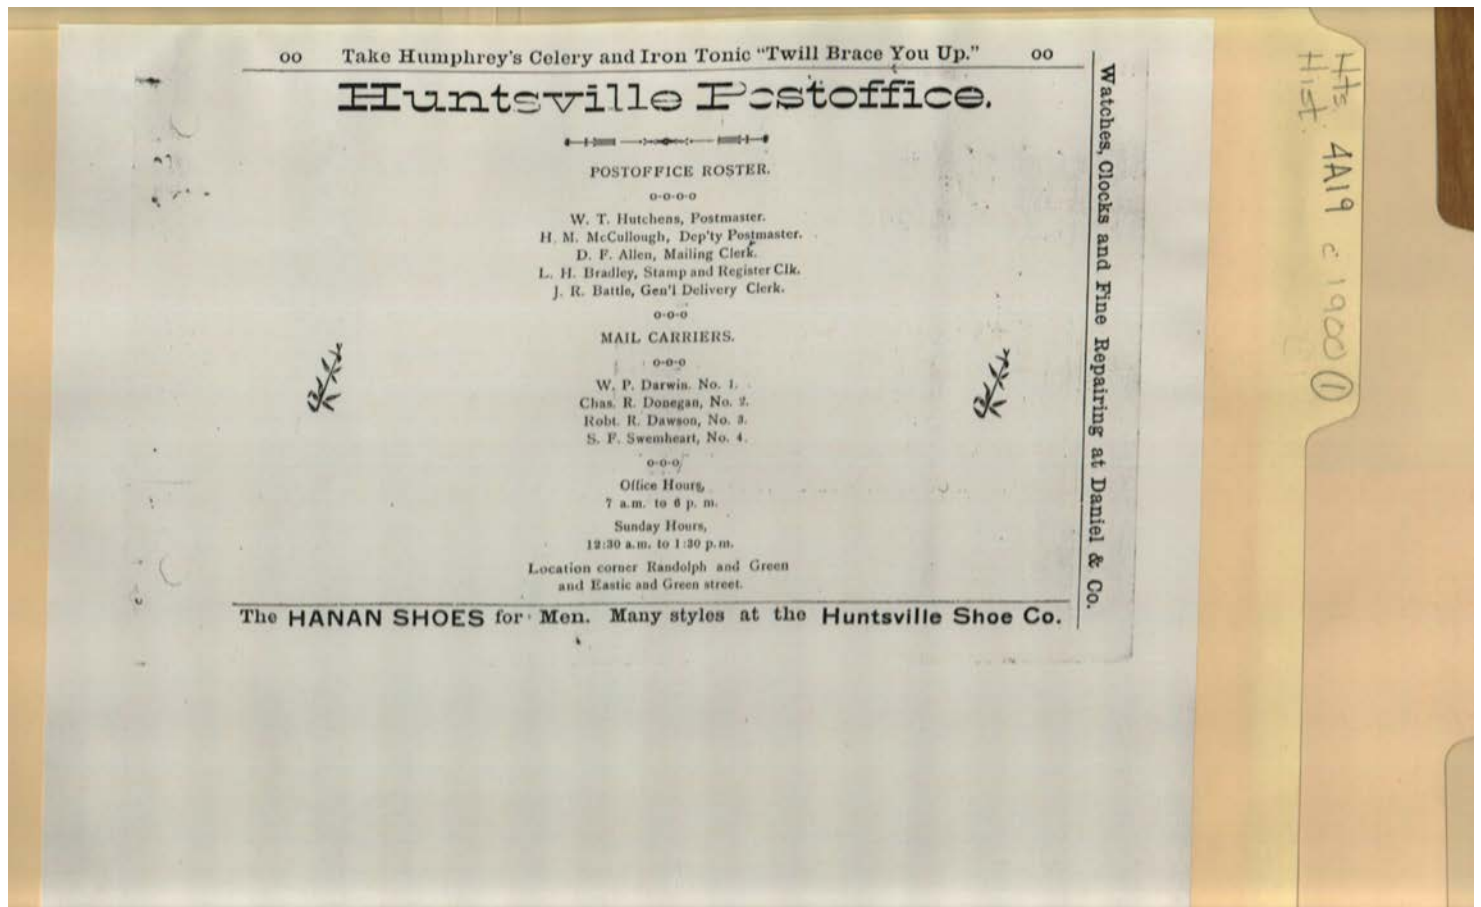 oo Take Humphrey's Celery and Iron Tonic "Twill Brace You Up." oo
Huntsville Postoffice.
POSTOFFICE ROSTER.
o-o-o-o
W. T. Hutchens, Postmaster.
H. M. McCullough, Dep'ty Postmaster.
D. F. Allen, Mailing Clerk.
L. H. Bradley, Stamp and Register Clk.
J. R. Battle, Gen'l Delivery Clerk.
o-o-o
MAIL CARRIERS.
o-o-o
W. P. Darwin. No. 1.
Chas. R. Donegan, No. 2.
Robt. R. Dawson, No. 3.
S. F. Swemheart, No. 4.
o-o-o
Office Hours,
7 a.m. to 6 p. m.
Sunday Hours,
12:30 a.m. to 1:30 p.m.
Location corner Randolph and Green
and Eastic and Green street.
The HANAN SHOES for Men. Many styles at the Huntsville Shoe Co.
Watches, Clocks and Fine Repairing at Daniel & Co.
Hts 4A19 c 1900 ①
Hist.